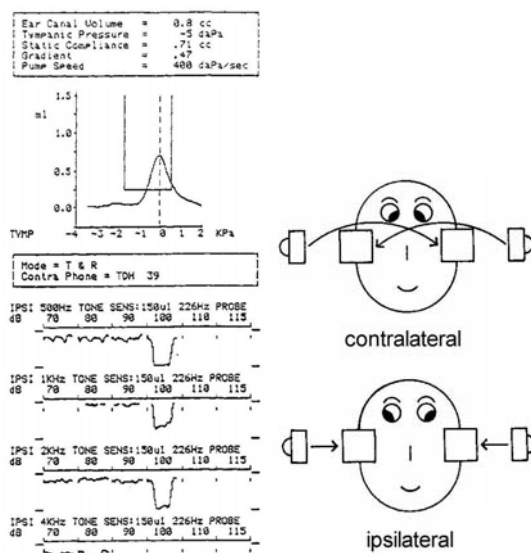 Ear Canal Volume = 0.8 cc
Tympanic Pressure = -5 daPa
Static Compliance = .71 cc
Gradient = .47
Pump Speed = 400 daPa/sec
1.5
ml
1.0
0.5
0.0
TYMP -4 -3 -2 -1 0 1 2 KPa
Mode = T & R
Contra Phone = TDH 39
IPSI 500Hz TONE SENS:150ul 226Hz PROBE
dB 70 80 90 100 110 115
IPSI 1KHz TONE SENS:150ul 226Hz PROBE
dB 70 80 90 100 110 115
IPSI 2KHz TONE SENS:150ul 226Hz PROBE
dB 70 80 90 100 110 115
IPSI 4KHz TONE SENS:150ul 226Hz PROBE
dB 70 80 90 100 110 115
contralateral
ipsilateral